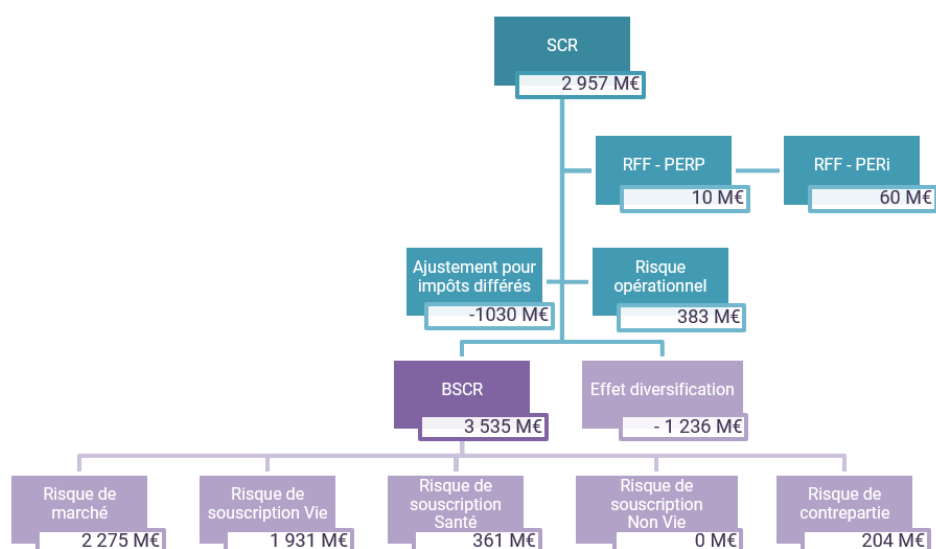 SCR
2 957 M€
RFF - PERP
10 M€
RFF - PERi
60 M€
Ajustement pour
impôts différés
-1030 M€
Risque
opérationnel
383 M€
BSCR
3 535 M€
Effet diversification
- 1 236 M€
Risque de
marché
2 275 M€
Risque de
souscription Vie
1 931 M€
Risque de
souscription
Santé
361 M€
Risque de
souscription
Non Vie
0 M€
Risque de
contrepartie
204 M€